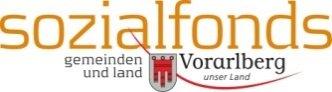 sozialfonds
gemeinden Vorarlberg
und land unser Land